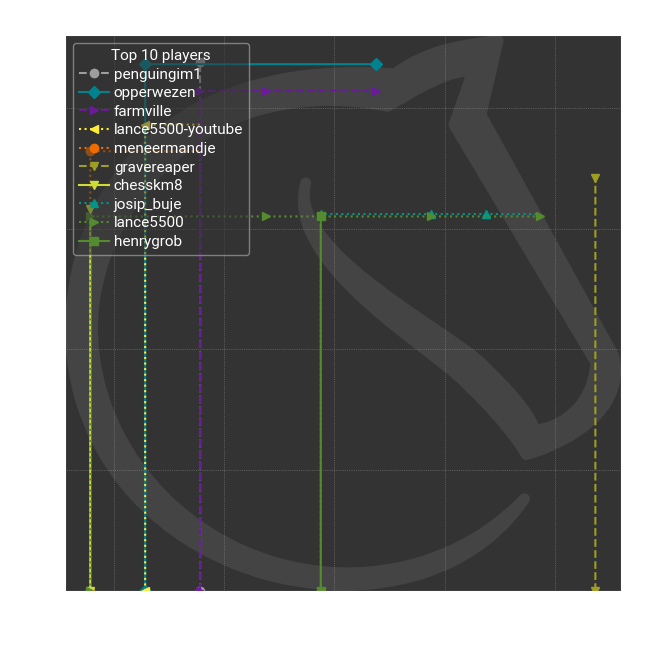 Top 10 players
penguingim1
opperwezen
farmville
lance5500-youtube
meneermandje
gravereaper
chesskm8
josip_buje
lance5500
henrygrob